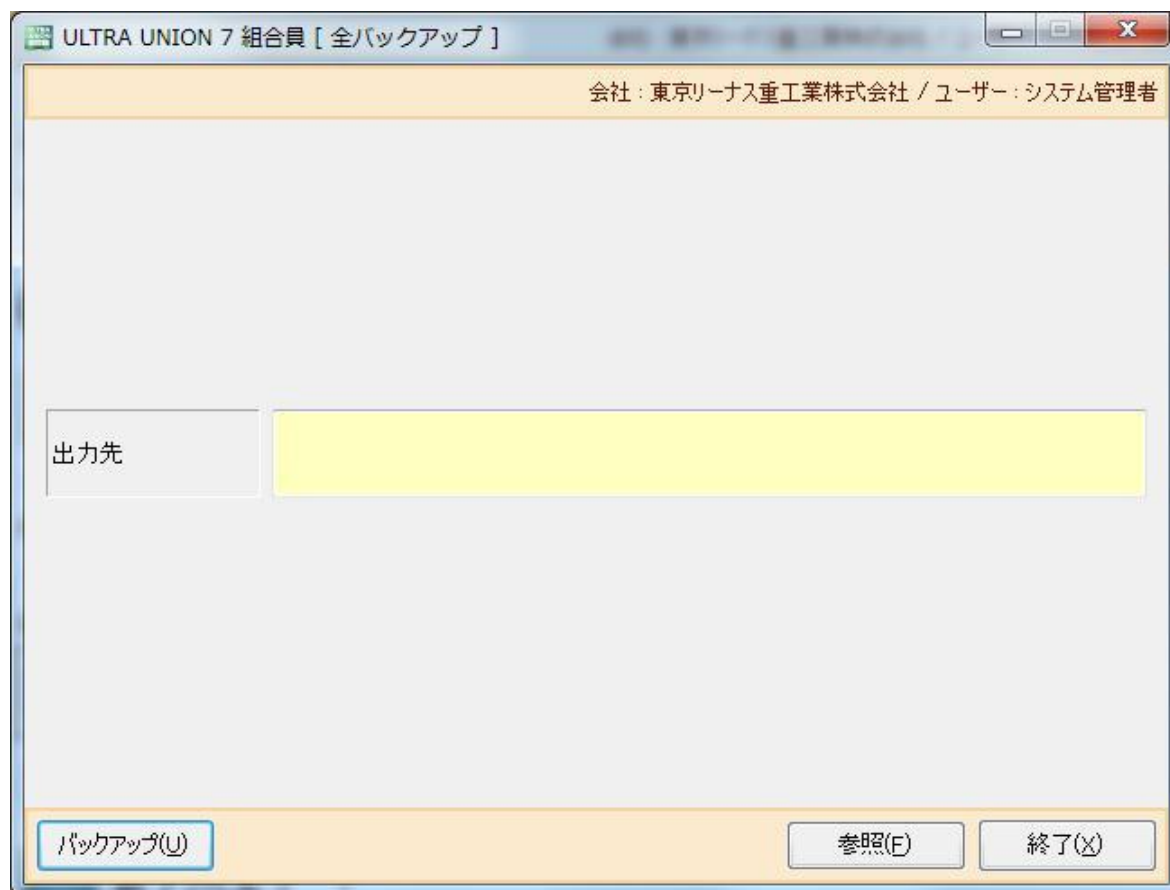 ULTRA UNION 7 組合員 [ 全バックアップ ]
会社：東京リーナス重工業株式会社 / ユーザー：システム管理者
出力先
バックアップ(U)
参照(F)
終了(X)